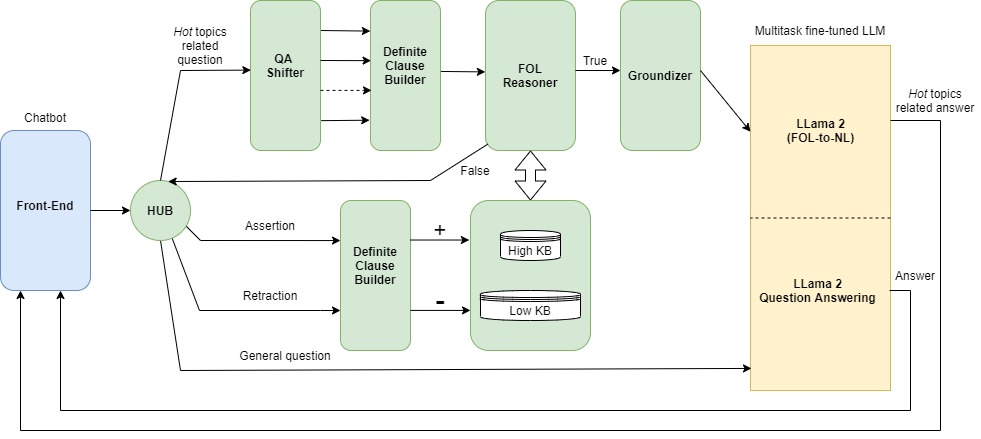 Multitask fine-tuned LLM
Hot topics
related
question
QA
Shifter
Definite
Clause
Builder
FOL
Reasoner
True
Groundizer
LLama 2
(FOL-to-NL)
Hot topics
related answer
Chatbot
Front-End
HUB
False
Assertion
Retraction
Definite
Clause
Builder
+
-
High KB
Low KB
LLama 2
Question Answering
Answer
General question